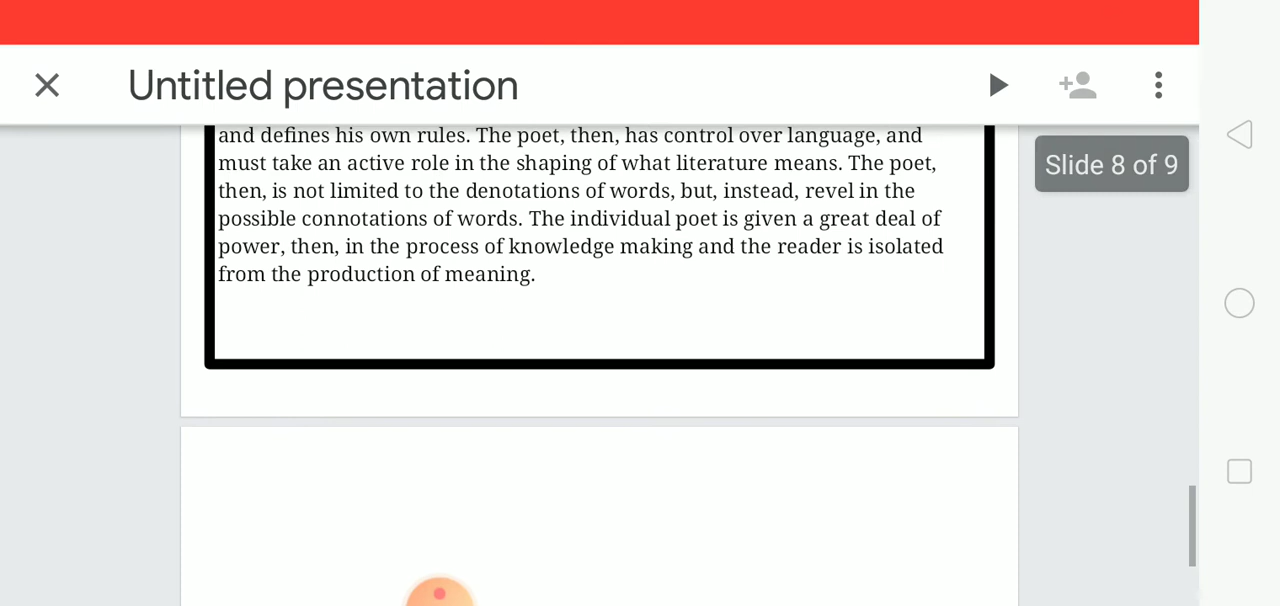 Untitled presentation
and defines his own rules. The poet, then, has control over language, and
Slide 8 of 9
must take an active role in the shaping of what literature means. The poet,
then, is not limited to the denotations of words, but, instead, revel in the
possible connotations of words. The individual poet is given a great deal of
power, then, in the process of knowledge making and the reader is isolated
from the production of meaning.